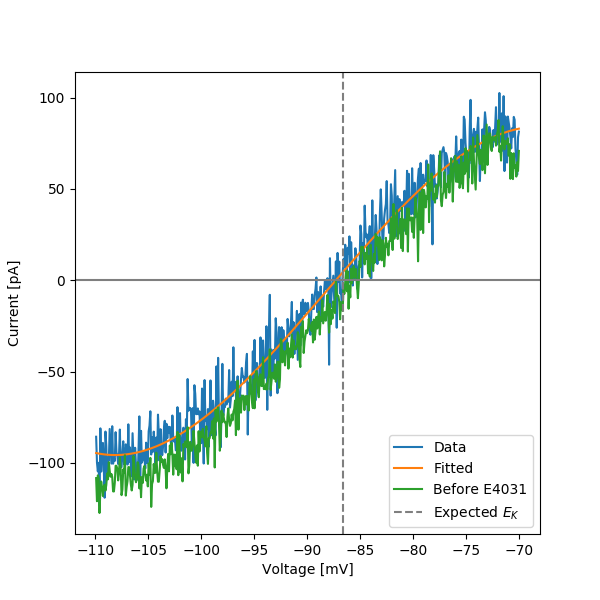 100
50
0
−50
−100
Current [pA]
Data
Fitted
Before E4031
Expected E_K
−110 −105 −100 −95 −90 −85 −80 −75 −70
Voltage [mV]